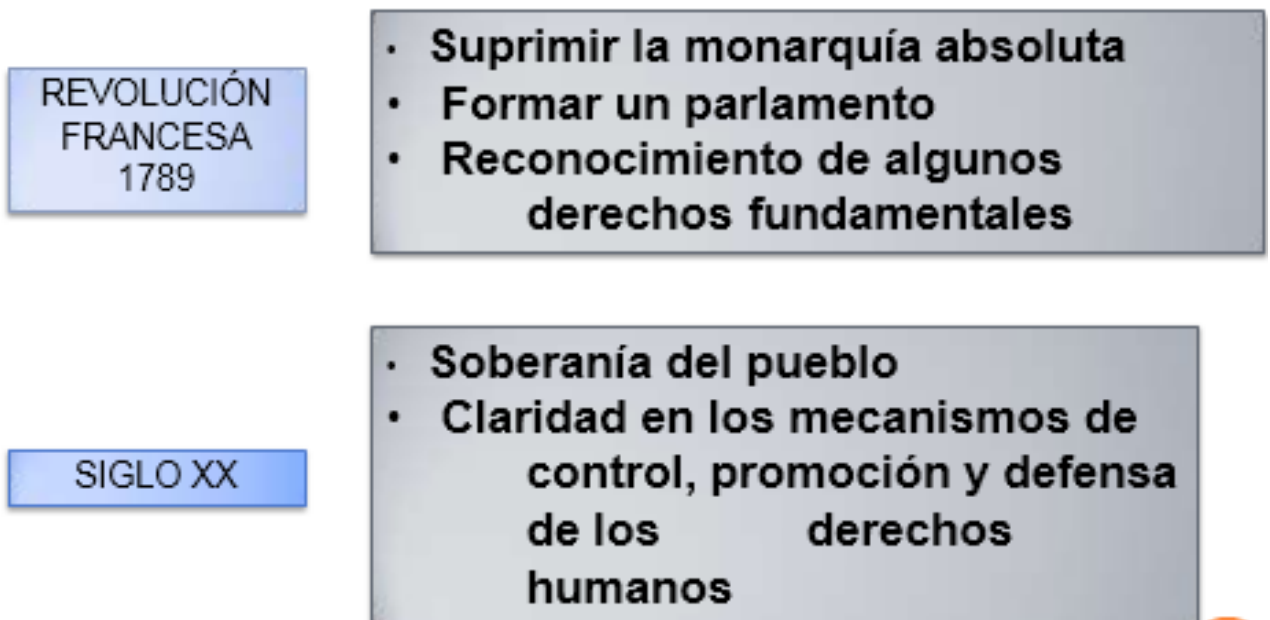 REVOLUCIÓN
FRANCESA
1789
• Suprimir la monarquía absoluta
• Formar un parlamento
• Reconocimiento de algunos
derechos fundamentales
SIGLO XX
• Soberanía del pueblo
• Claridad en los mecanismos de
control, promoción y defensa
de los derechos
humanos